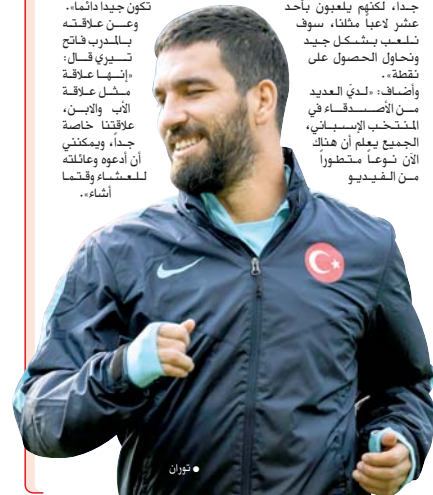 جداً، لكنهم يلعبون بأحد
عشر لاعباً مثلنا، سوف
نلعب بشكل جيد
ونحاول الحصول على
نقطة».
وأضاف: «لديّ العديد
من الأصدقاء في
المنتخب الإسباني،
الجميع يعلم أن هناك
الآن نوعاً متطوراً
من الفيديو
تكون جيداً دائماً».
وعن علاقته
بالمدرب فاتح
تيري قال:
«إنها علاقة
مثل علاقة
الأب والابن،
علاقتنا خاصة
جداً، ويمكنني
أن أدعوه وعائلته
للعشاء وقتما
أشاء».
● توران